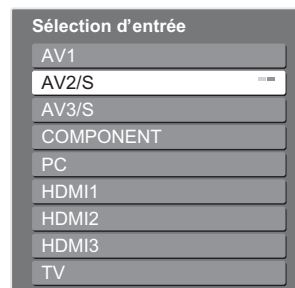 Sélection d'entrée
AV1
AV2/S
AV3/S
COMPONENT
PC
HDMI1
HDMI2
HDMI3
TV